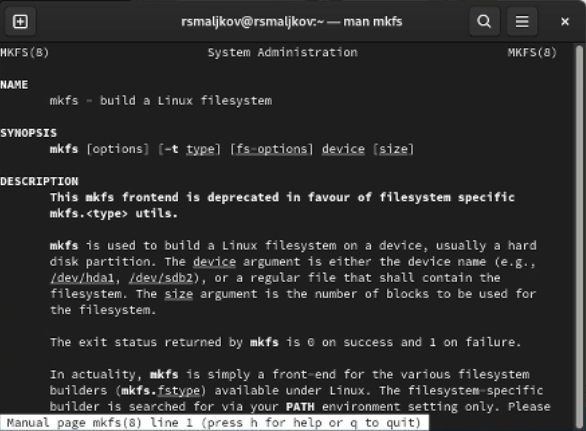 rsmaljkov@rsmaljkov:~ — man mkfs
MKFS(8) System Administration MKFS(8)
NAME
mkfs - build a Linux filesystem
SYNOPSIS
mkfs [options] [-t type] [fs-options] device [size]
DESCRIPTION
This mkfs frontend is deprecated in favour of filesystem specific
mkfs.<type> utils.
mkfs is used to build a Linux filesystem on a device, usually a hard
disk partition. The device argument is either the device name (e.g.,
/dev/hda1, /dev/sdb2), or a regular file that shall contain the
filesystem. The size argument is the number of blocks to be used for
the filesystem.
The exit status returned by mkfs is 0 on success and 1 on failure.
In actuality, mkfs is simply a front-end for the various filesystem
builders (mkfs.fstype) available under Linux. The filesystem-specific
builder is searched for via your PATH environment setting only. Please
Manual page mkfs(8) line 1 (press h for help or q to quit)